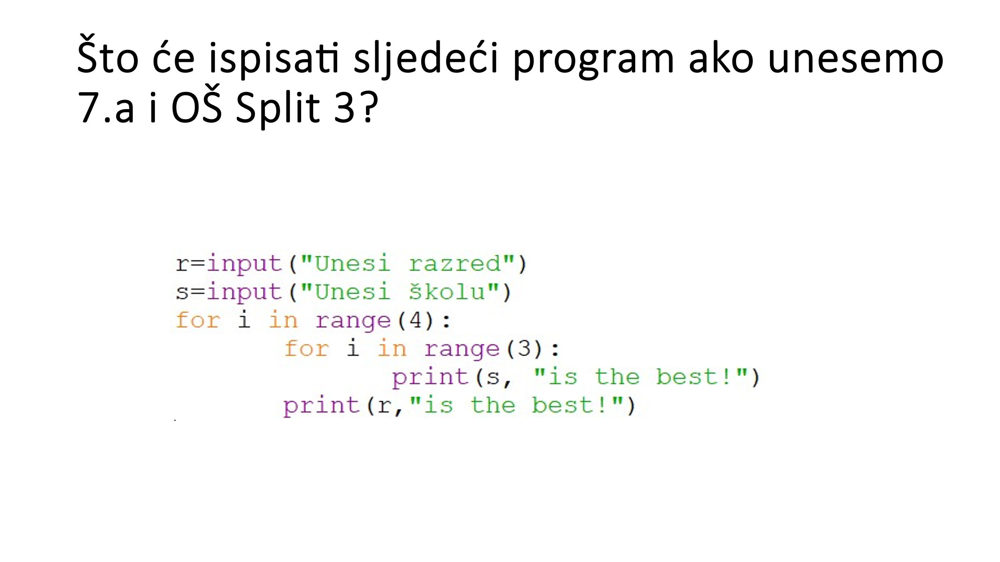 Što će ispisati sljedeći program ako unesemo
7.a i OŠ Split 3?
r=input("Unesi razred")
s=input("Unesi školu")
for i in range(4):
for i in range(3):
print(s, "is the best!")
print(r,"is the best!")